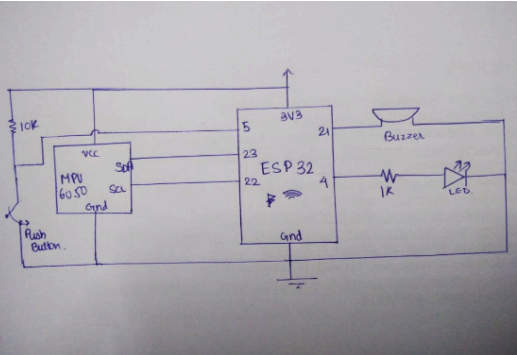 3V3
10K
5
21
Buzzer
VCC
SDA
23
ESP 32
MPU
6050
SCL
22
4
1K
LED.
Gnd
Push
Button.
Gnd